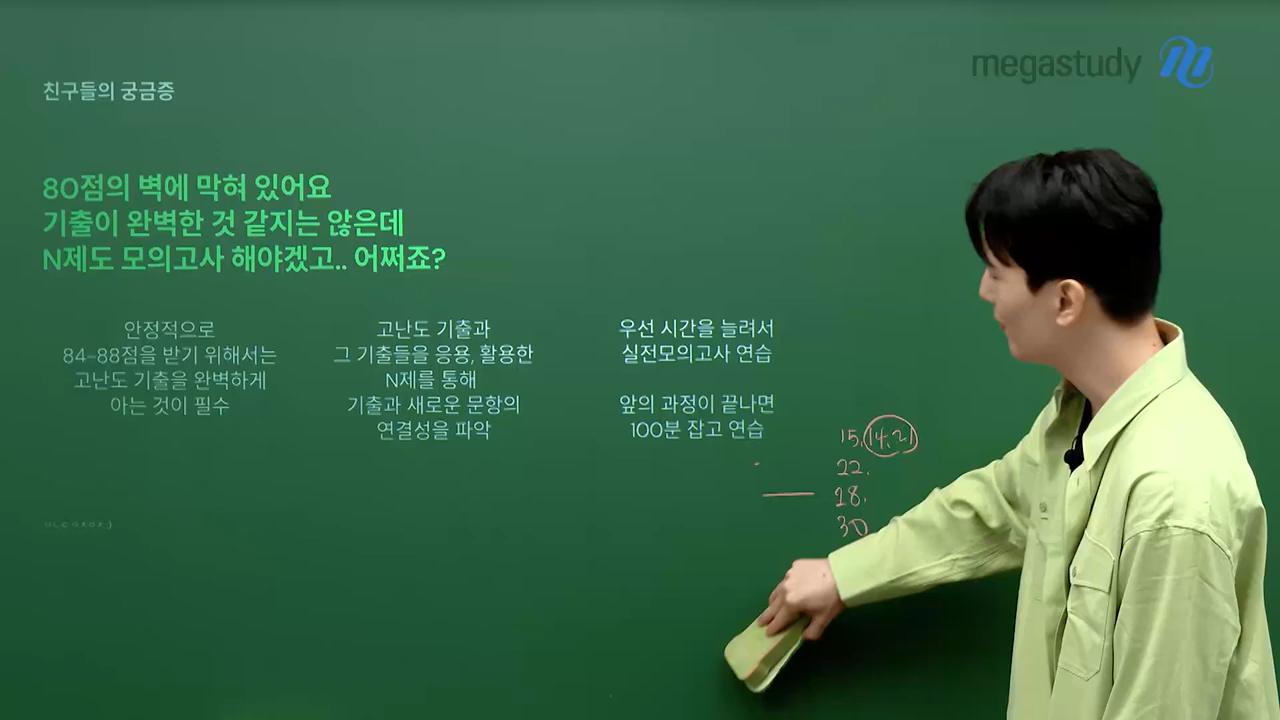 megastudy
친구들의 궁금증
80점의 벽에 막혀 있어요
기출이 완벽한 것 같지는 않은데
N제도 모의고사 해야겠고.. 어쩌죠?
안정적으로
84-88점을 받기 위해서는
고난도 기출을 완벽하게
아는 것이 필수
고난도 기출과
그 기출들을 응용, 활용한
N제를 통해
기출과 새로운 문항의
연결성을 파악
우선 시간을 늘려서
실전모의고사 연습
앞의 과정이 끝나면
100분 잡고 연습
15, 14, 21
22.
28.
30